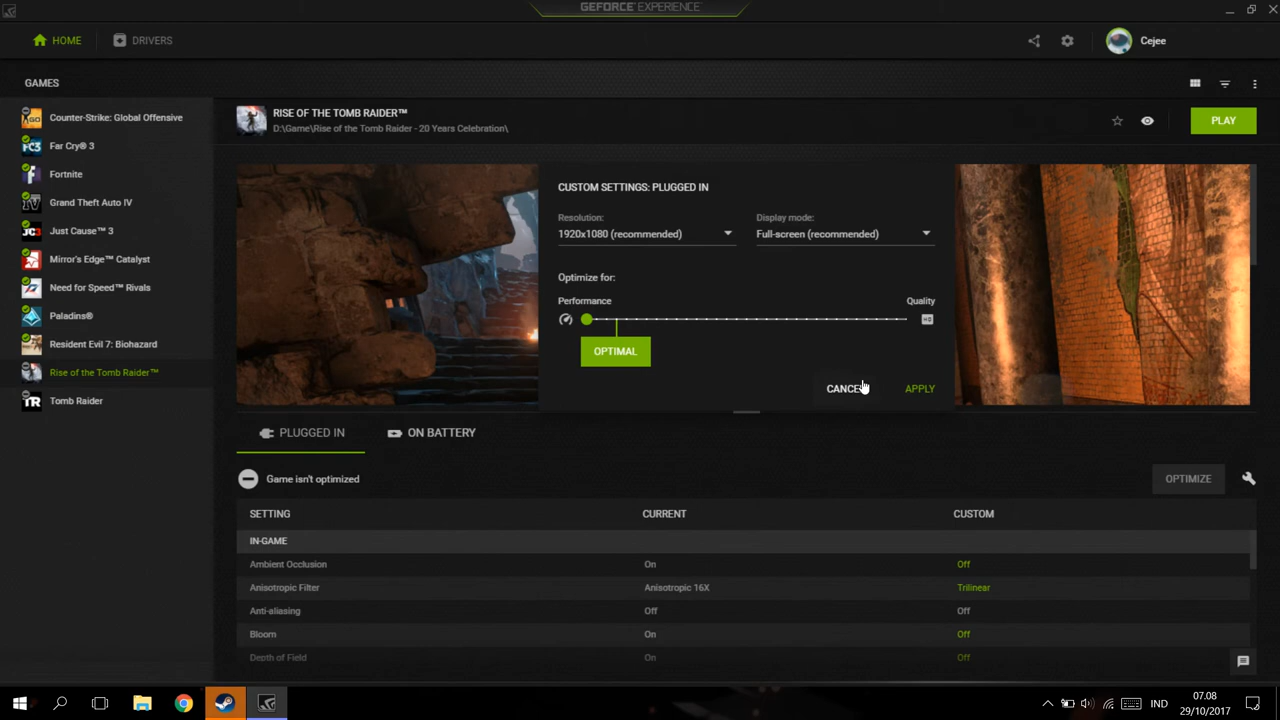 GEFORCE EXPERIENCE
HOME
DRIVERS
Cejee
GAMES
Counter-Strike: Global Offensive
Far Cry® 3
Fortnite
Grand Theft Auto IV
Just Cause™ 3
Mirror's Edge™ Catalyst
Need for Speed™ Rivals
Paladins®
Resident Evil 7: Biohazard
Rise of the Tomb Raider™
Tomb Raider
RISE OF THE TOMB RAIDER™
D:\Game\Rise of the Tomb Raider - 20 Years Celebration\
PLAY
CUSTOM SETTINGS: PLUGGED IN
Resolution: Display mode:
1920x1080 (recommended) Full-screen (recommended)
Optimize for:
Performance Quality
OPTIMAL
CANCEL APPLY
PLUGGED IN ON BATTERY
Game isn't optimized OPTIMIZE
SETTING CURRENT CUSTOM
IN-GAME
Ambient Occlusion On Off
Anisotropic Filter Anisotropic 16X Trilinear
Anti-aliasing Off Off
Bloom On Off
Depth of Field On Off
IND
07.08
29/10/2017